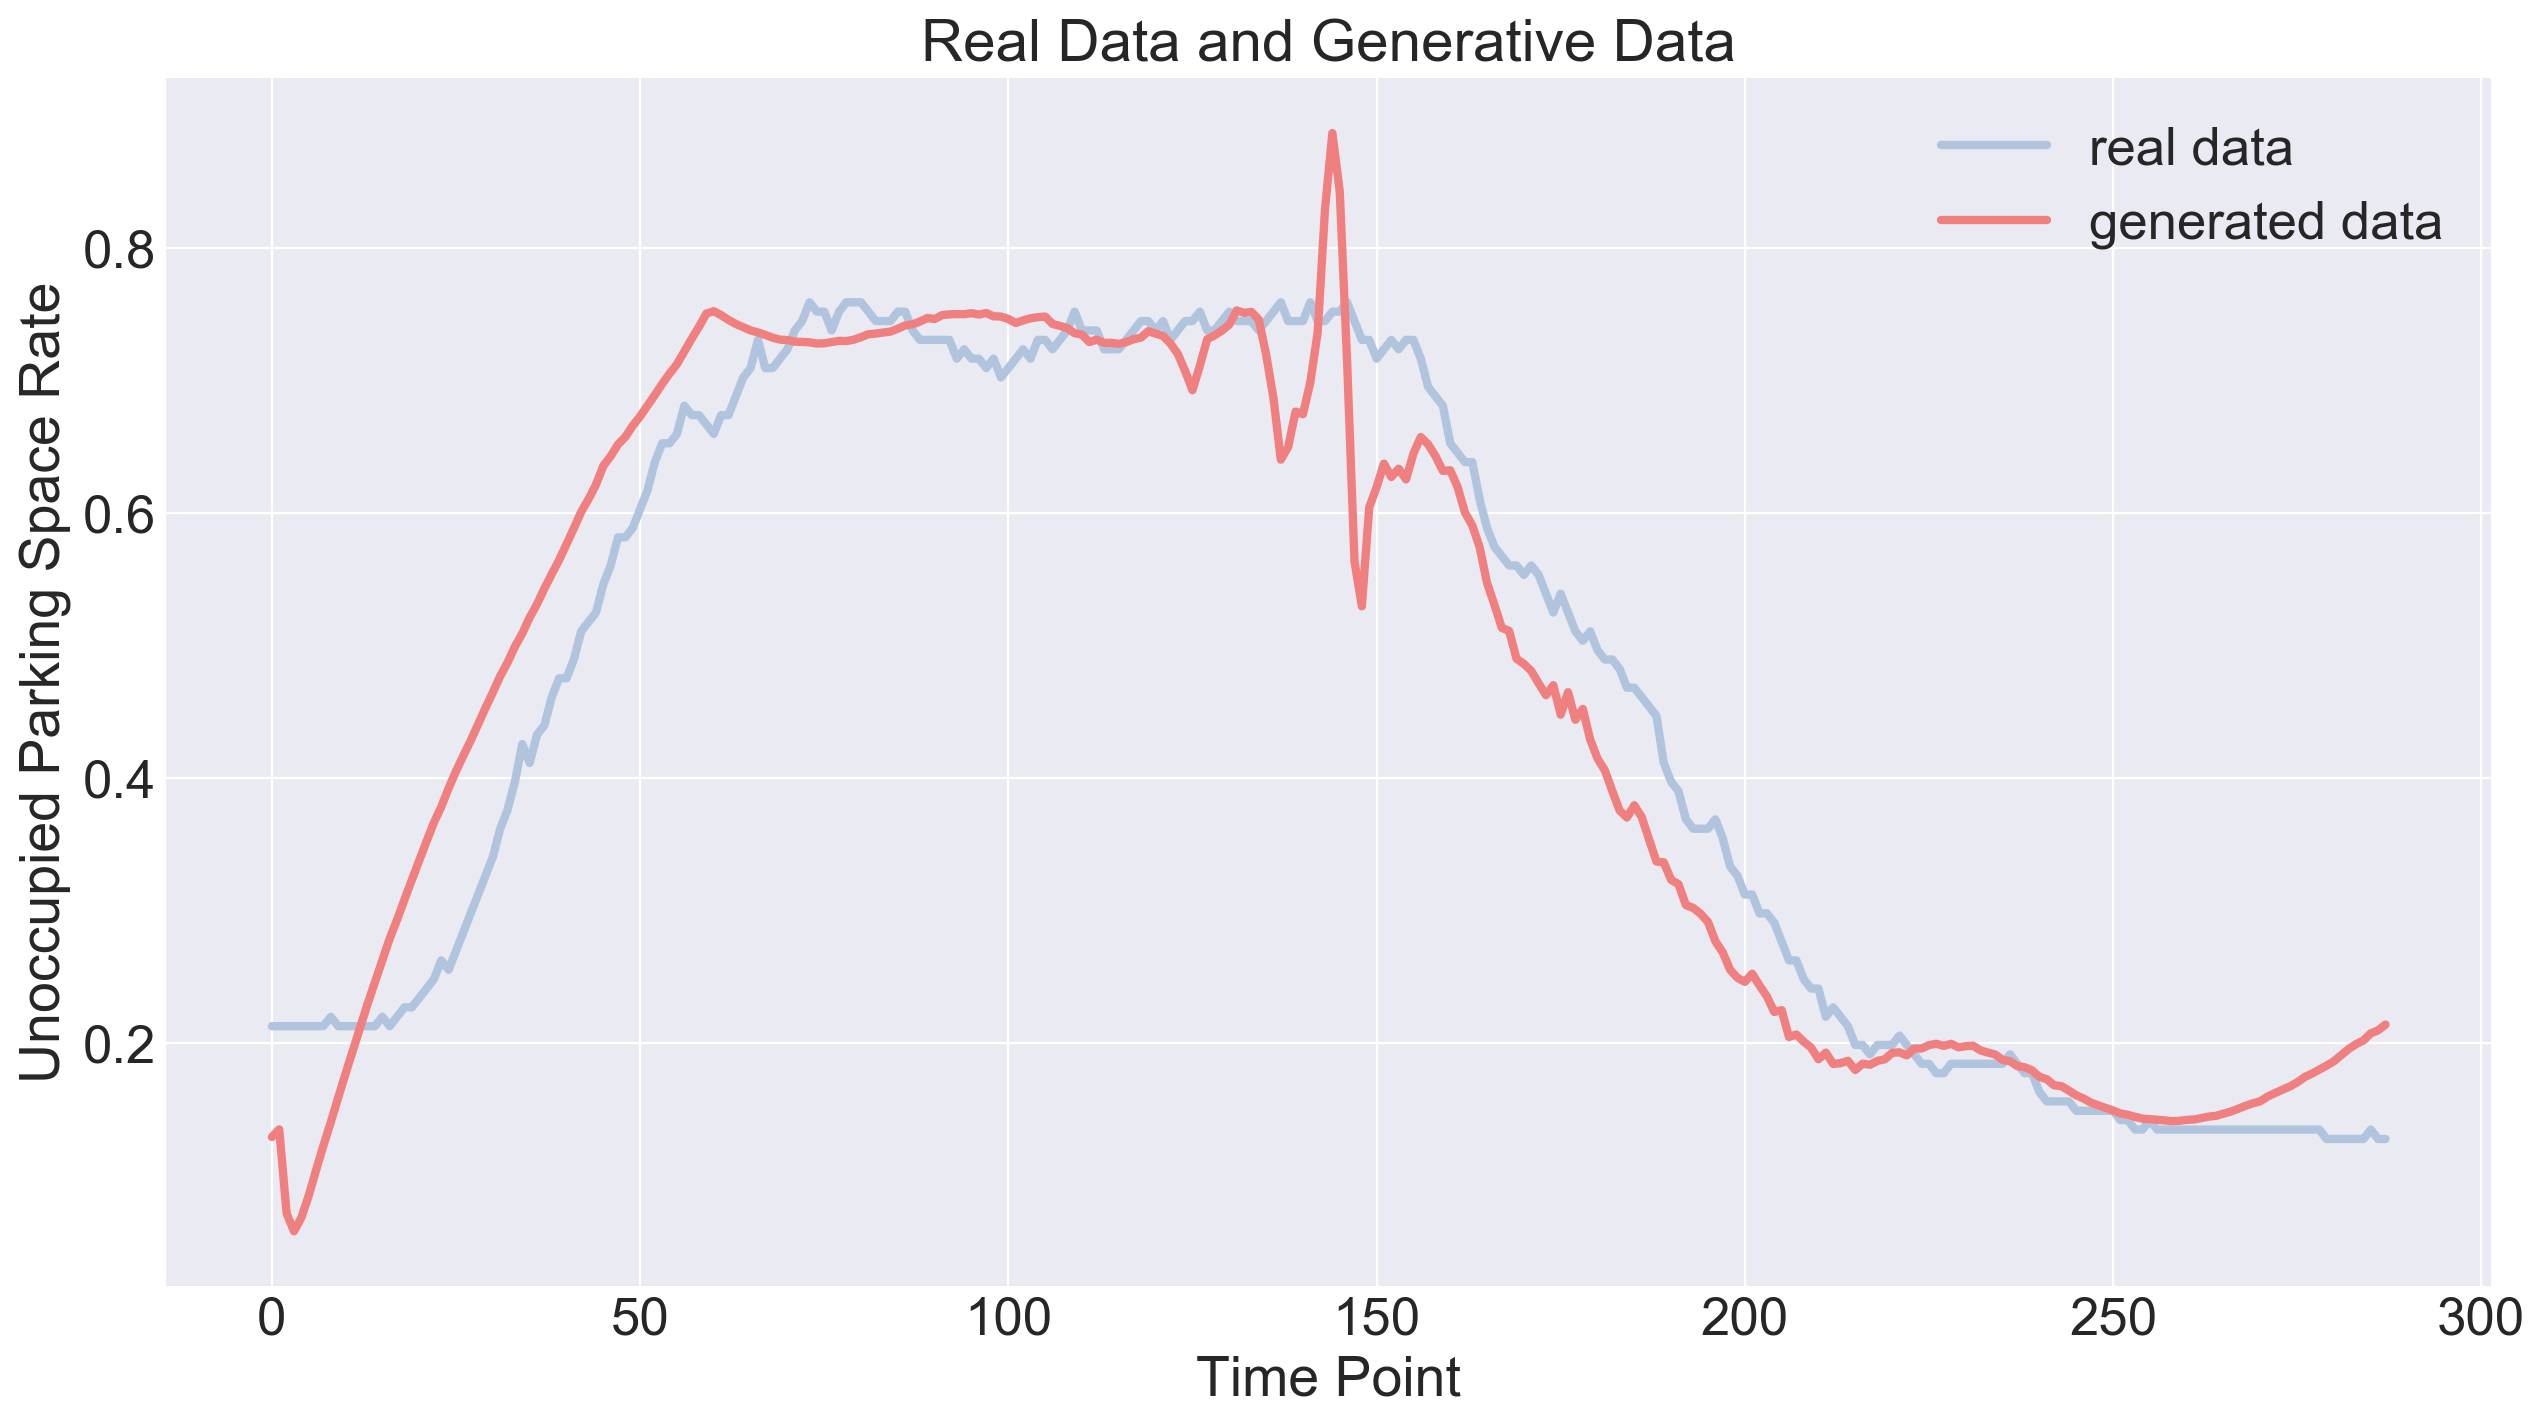 Real Data and Generative Data
real data
generated data
Unoccupied Parking Space Rate
0.8
0.6
0.4
0.2
0 50 100 150 200 250 300
Time Point